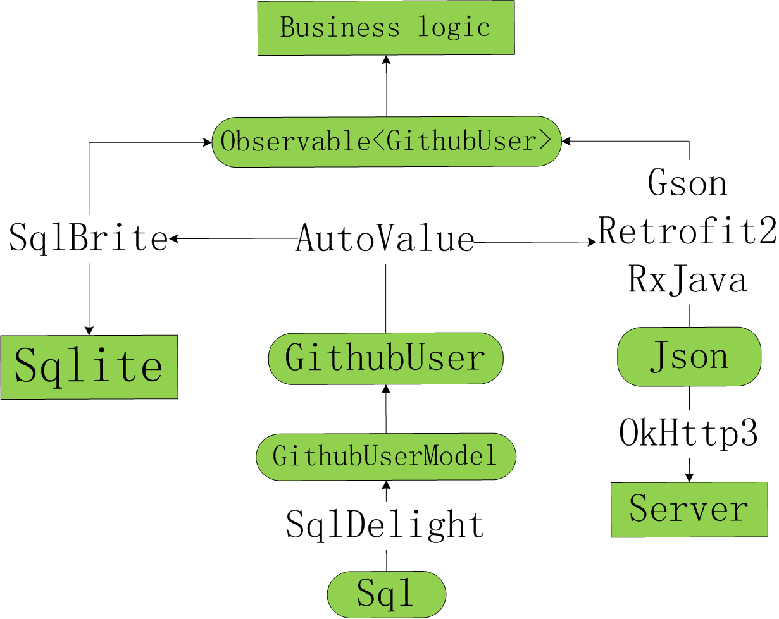 Business logic
Observable<GithubUser>
Gson
SqlBrite
AutoValue
Retrofit2
RxJava
Sqlite
GithubUser
Json
OkHttp3
GithubUserModel
Server
SqlDelight
Sql